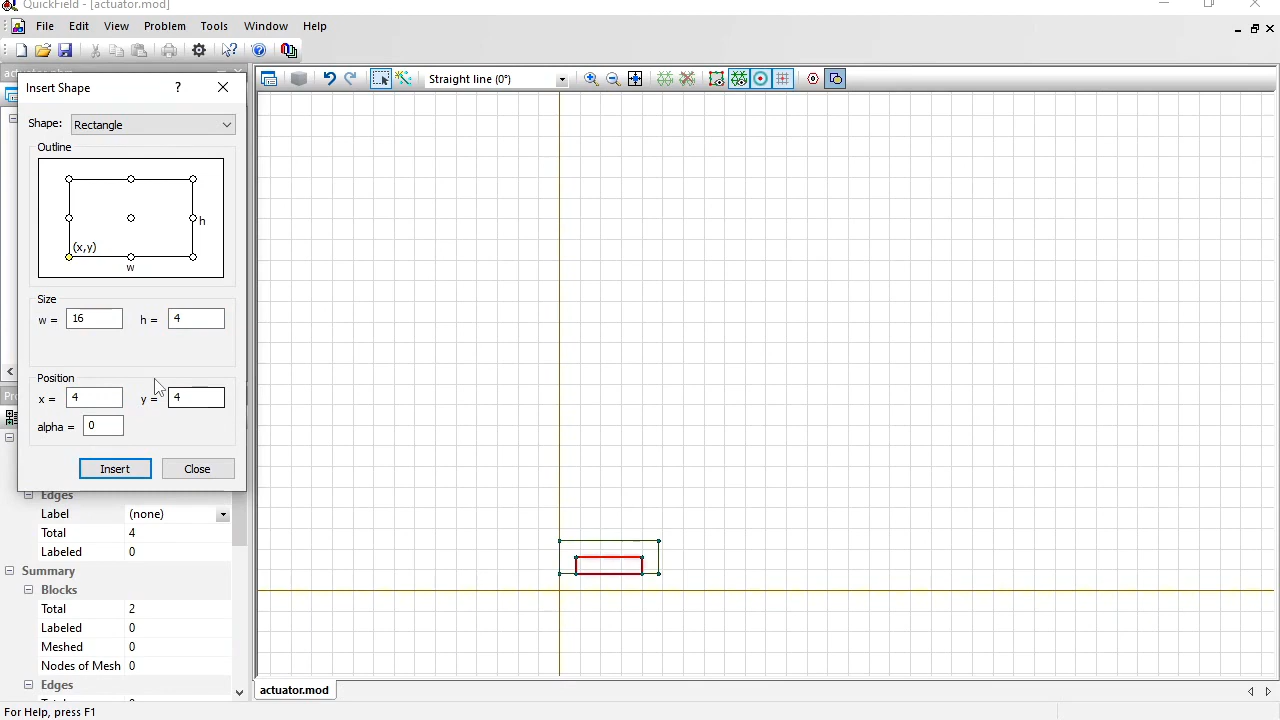 QuickField - [actuator.mod]
File Edit View Problem Tools Window Help
Straight line (0°)
Insert Shape ?
Shape: Rectangle
Outline
h
(x,y)
w
Size
w = 16 h = 4
Position
x = 4 y = 4
alpha = 0
Insert Close
Edges
Label (none)
Total 4
Labeled 0
Summary
Blocks
Total 2
Labeled 0
Meshed 0
Nodes of Mesh 0
Edges
actuator.mod
For Help, press F1